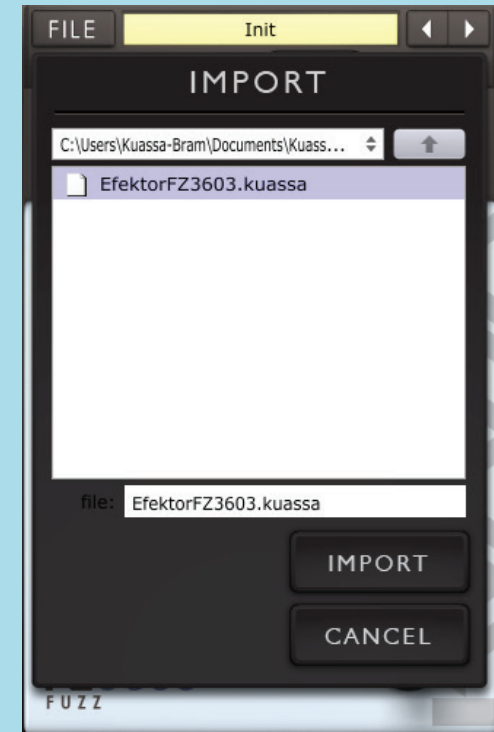 FILE Init
IMPORT
C:\Users\Kuassa-Bram\Documents\Kuass...
EfektorFZ3603.kuassa
file: EfektorFZ3603.kuassa
IMPORT
CANCEL
FUZZ